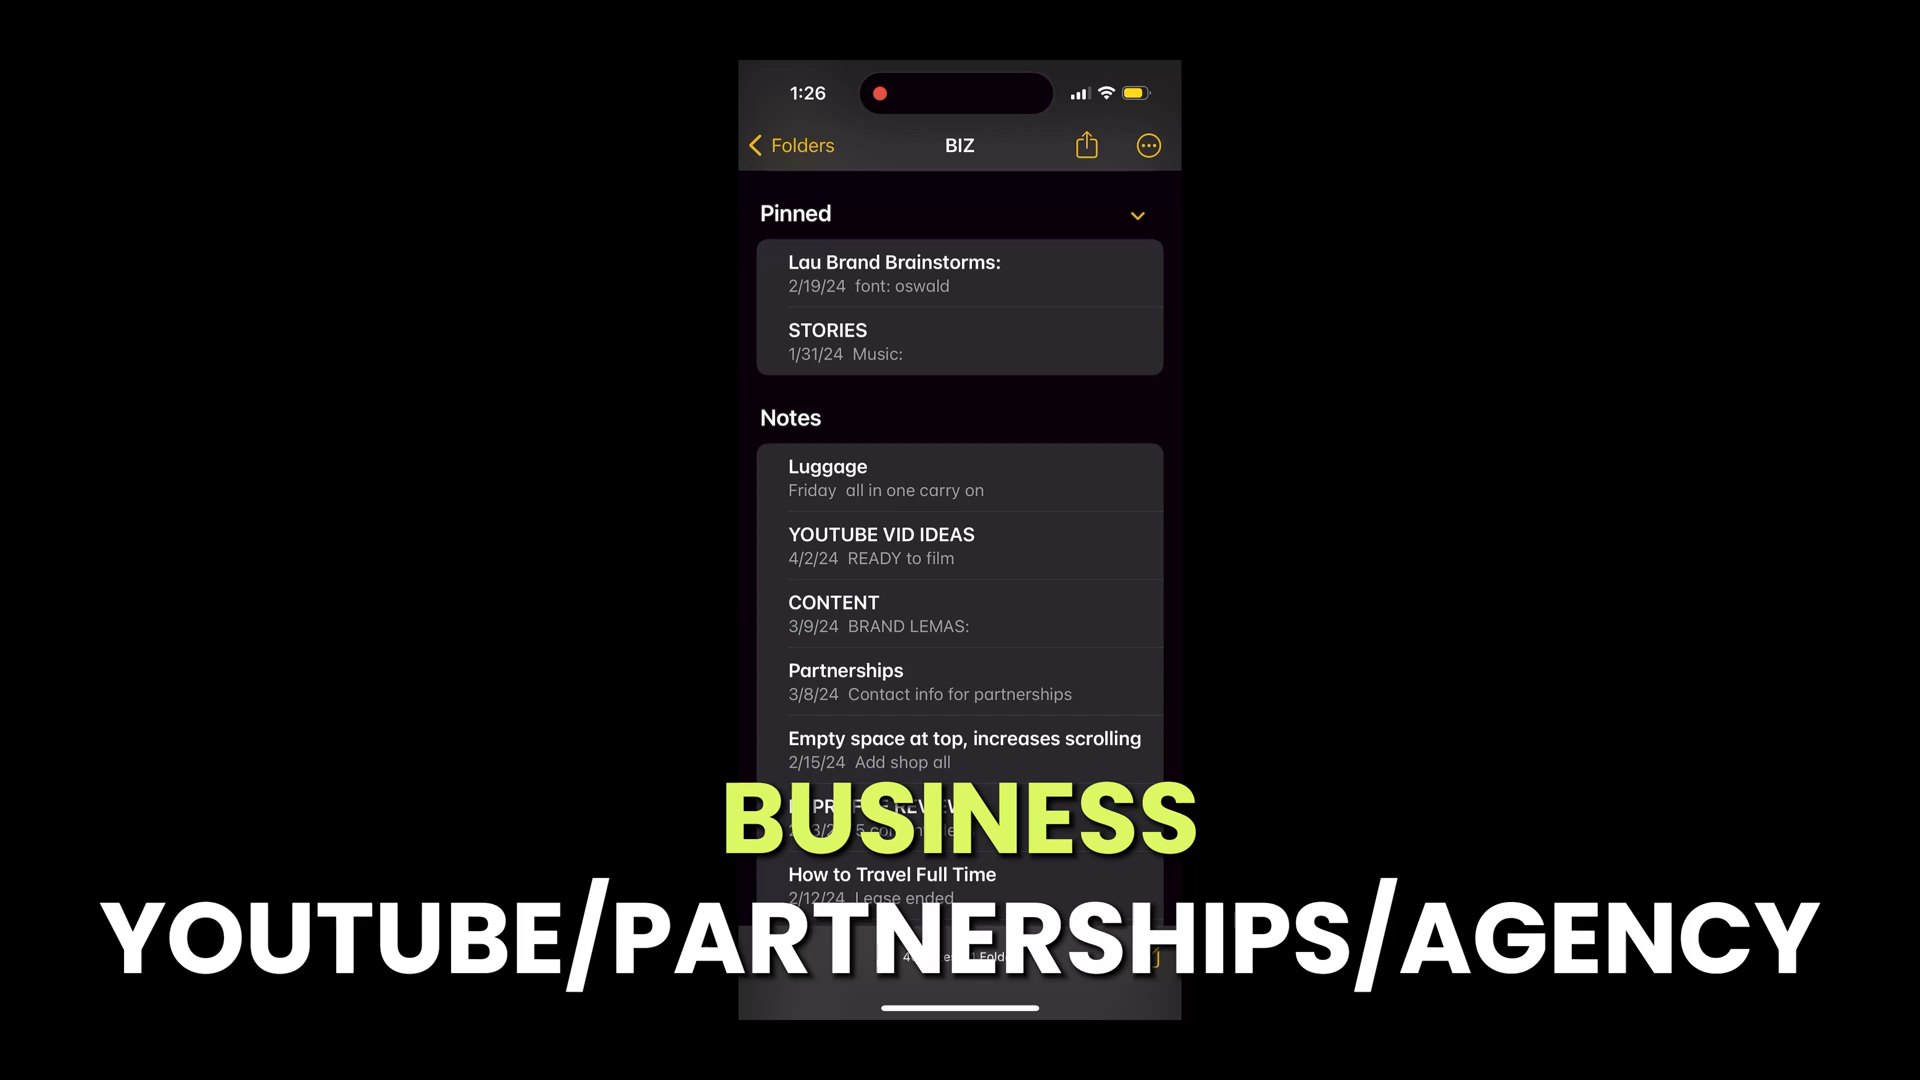 1:26
Folders
BIZ
Pinned
Lau Brand Brainstorms:
2/19/24 font: oswald
STORIES
1/31/24 Music:
Notes
Luggage
Friday all in one carry on
YOUTUBE VID IDEAS
4/2/24 READY to film
CONTENT
3/9/24 BRAND LEMAS:
Partnerships
3/8/24 Contact info for partnerships
Empty space at top, increases scrolling
2/15/24 Add shop all
BUSINESS
How to Travel Full Time
2/12/24 Lease ended
YOUTUBE/PARTNERSHIPS/AGENCY